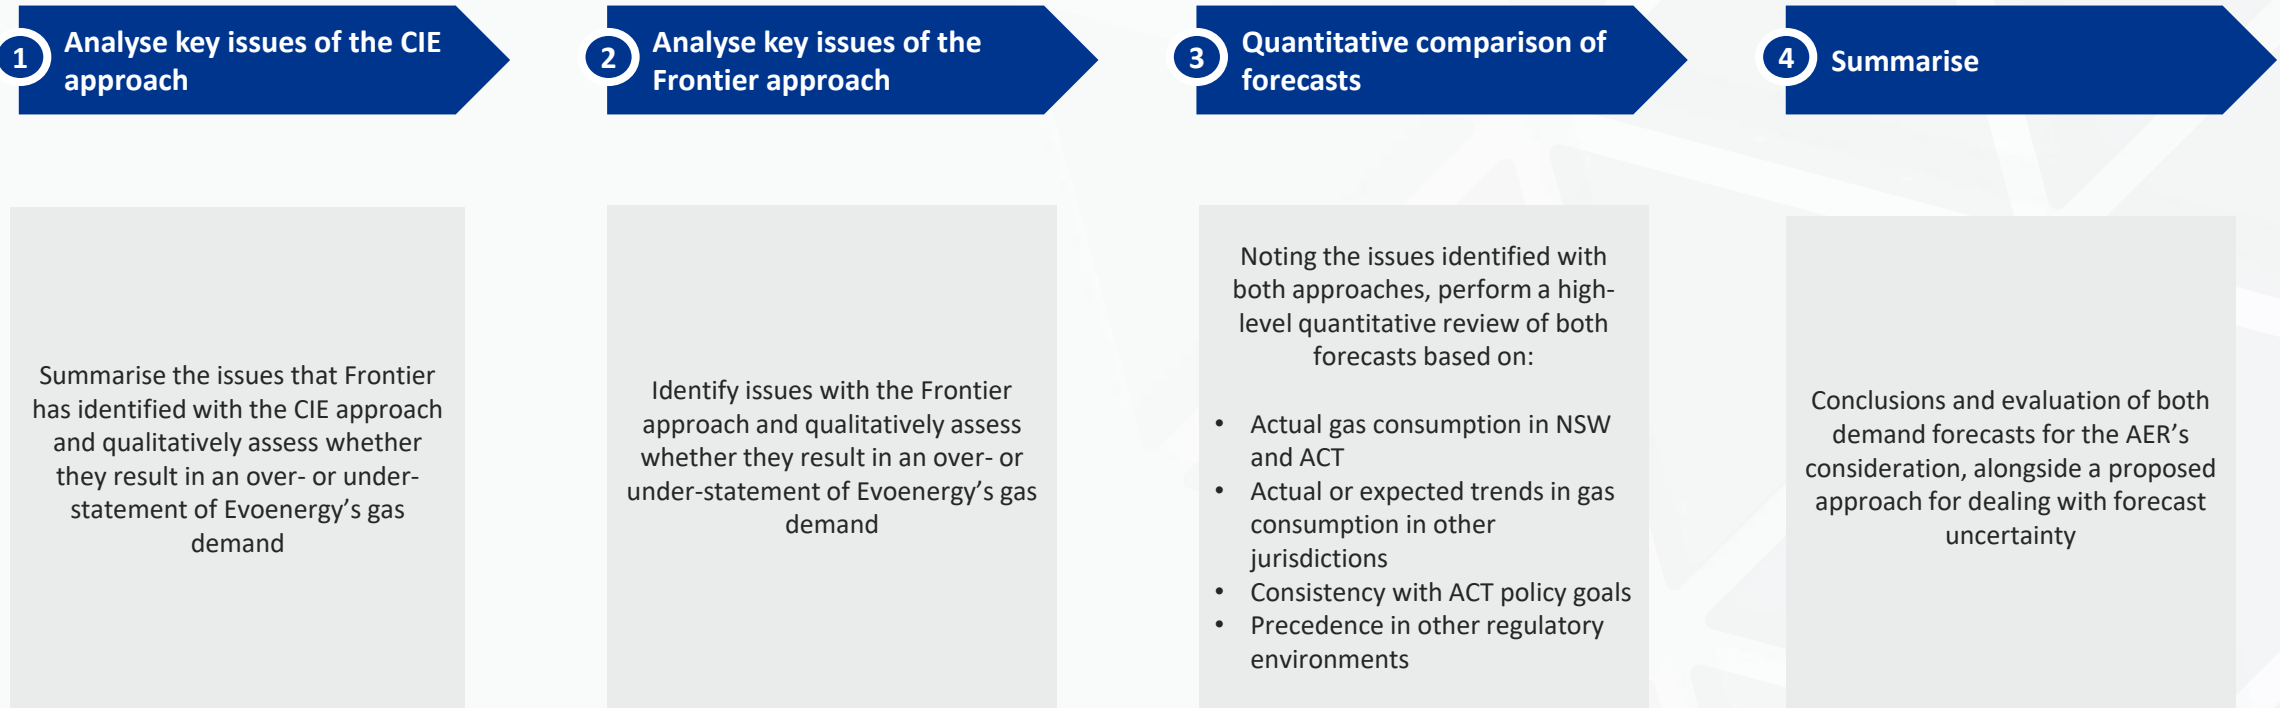 1
Analyse key issues of the CIE
approach
2
Analyse key issues of the
Frontier approach
3
Quantitative comparison of
forecasts
4
Summarise
Summarise the issues that Frontier
has identified with the CIE approach
and qualitatively assess whether
they result in an over- or under-
statement of Evoenergy’s gas
demand
Identify issues with the Frontier
approach and qualitatively assess
whether they result in an over- or
under-statement of Evoenergy’s gas
demand
Noting the issues identified with
both approaches, perform a high-
level quantitative review of both
forecasts based on:
• Actual gas consumption in NSW
and ACT
• Actual or expected trends in gas
consumption in other
jurisdictions
• Consistency with ACT policy goals
• Precedence in other regulatory
environments
Conclusions and evaluation of both
demand forecasts for the AER’s
consideration, alongside a proposed
approach for dealing with forecast
uncertainty